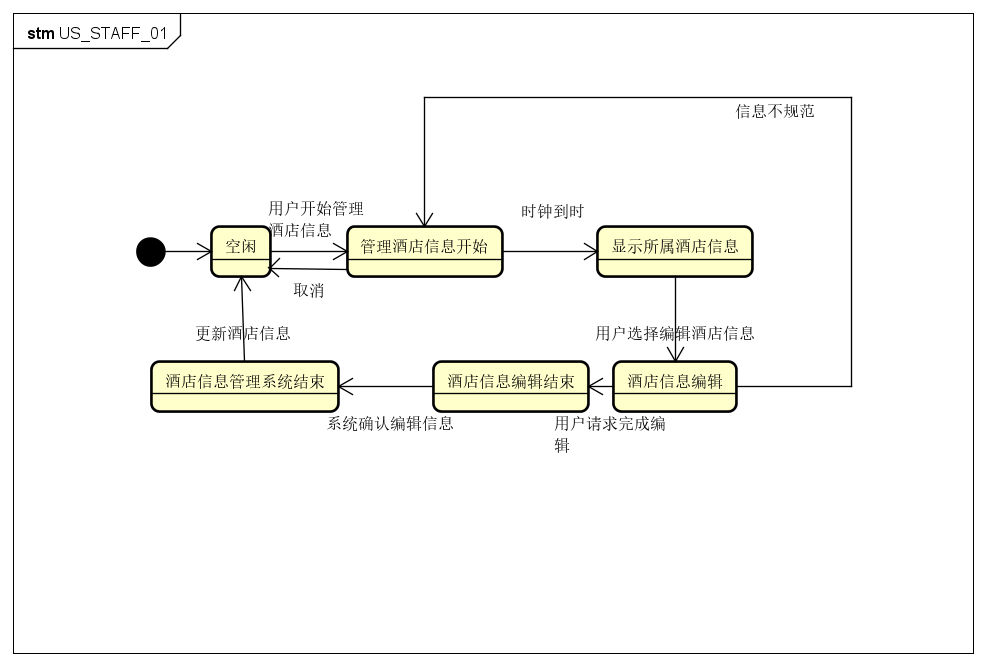 stm US_STAFF_01
信息不规范
用户开始管理
酒店信息
时钟到时
空闲
管理酒店信息开始
显示所属酒店信息
取消
更新酒店信息
用户选择编辑酒店信息
酒店信息管理系统结束
酒店信息编辑结束
酒店信息编辑
系统确认编辑信息
用户请求完成编
辑